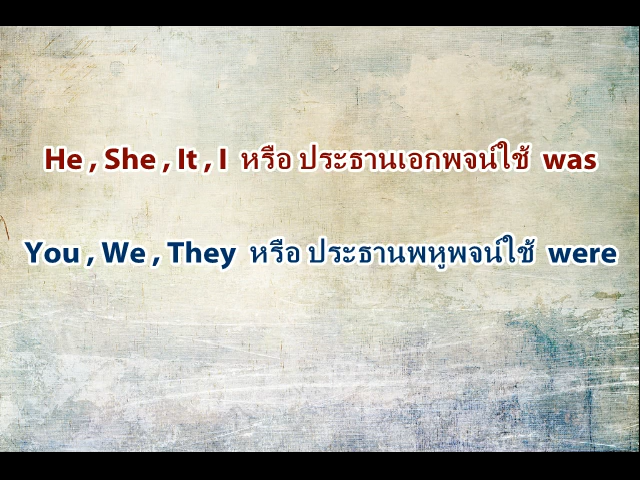 He , She , It , I หรือ ประธานเอกพจน์ใช้ was
You , We , They หรือ ประธานพหูพจน์ใช้ were